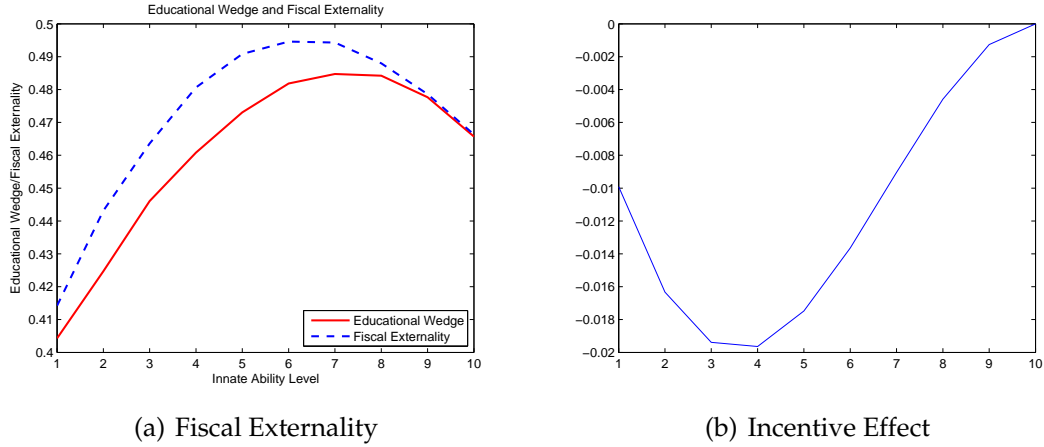 Educational Wedge and Fiscal Externality
Educational Wedge/Fiscal Externality
0.5
0.49
0.48
0.47
0.46
0.45
0.44
0.43
0.42
0.41
0.4
1 2 3 4 5 6 7 8 9 10
Innate Ability Level
Educational Wedge
Fiscal Externality
(a) Fiscal Externality
0
−0.002
−0.004
−0.006
−0.008
−0.01
−0.012
−0.014
−0.016
−0.018
−0.02
1 2 3 4 5 6 7 8 9 10
(b) Incentive Effect